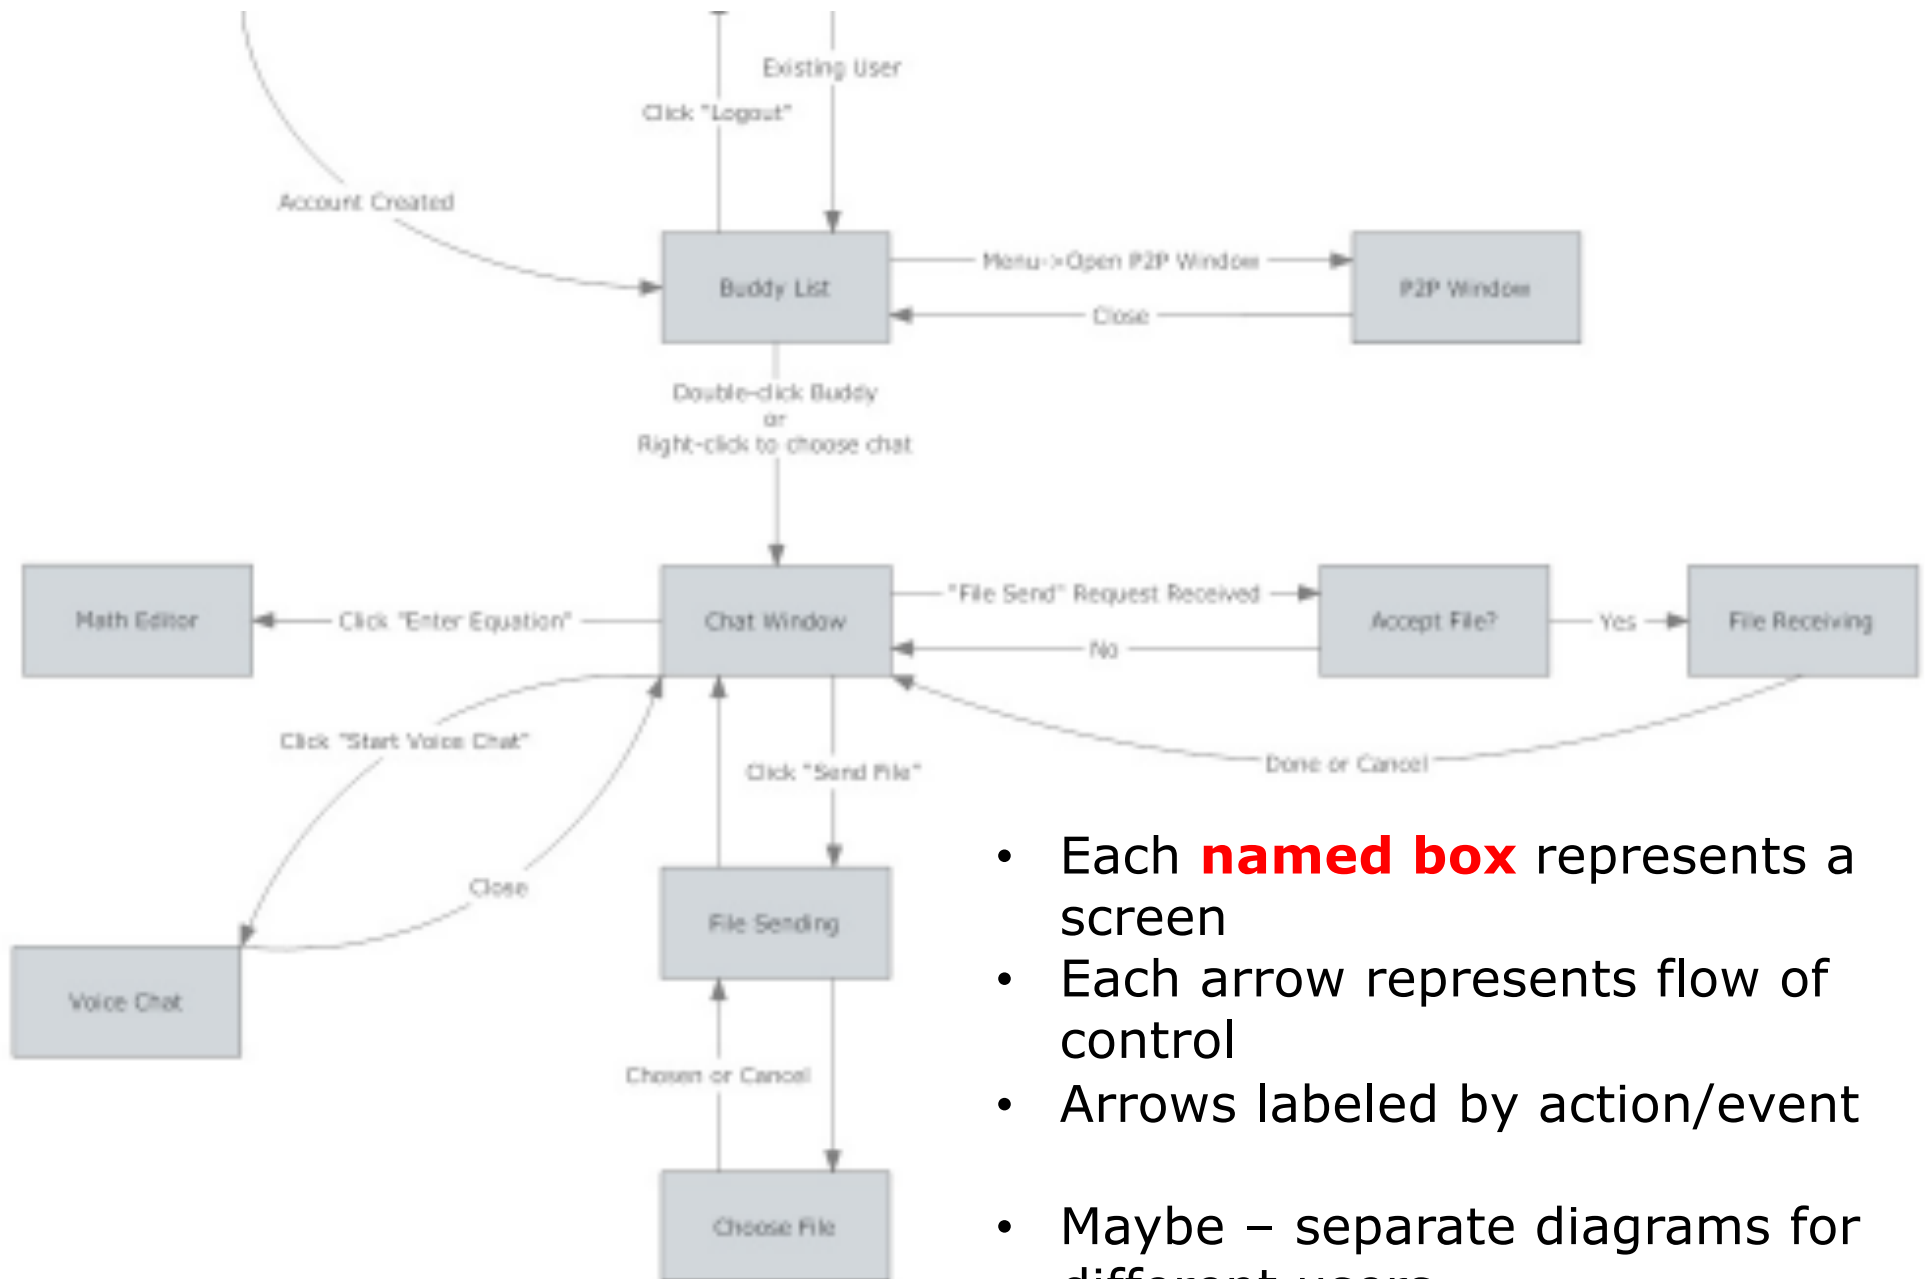 Existing User
Click "Logout"
Account Created
Buddy List
Menu->Open P2P Window
P2P Window
Close
Double-click Buddy
or
Right-click to choose chat
Math Editor
Click "Enter Equation"
Chat Window
"File Send" Request Received
Accept File?
Yes
File Receiving
No
Click "Start Voice Chat"
Click "Send File"
Done or Cancel
Close
File Sending
Voice Chat
Chosen or Cancel
Choose File
• Each named box represents a
screen
• Each arrow represents flow of
control
• Arrows labeled by action/event
• Maybe – separate diagrams for
different users